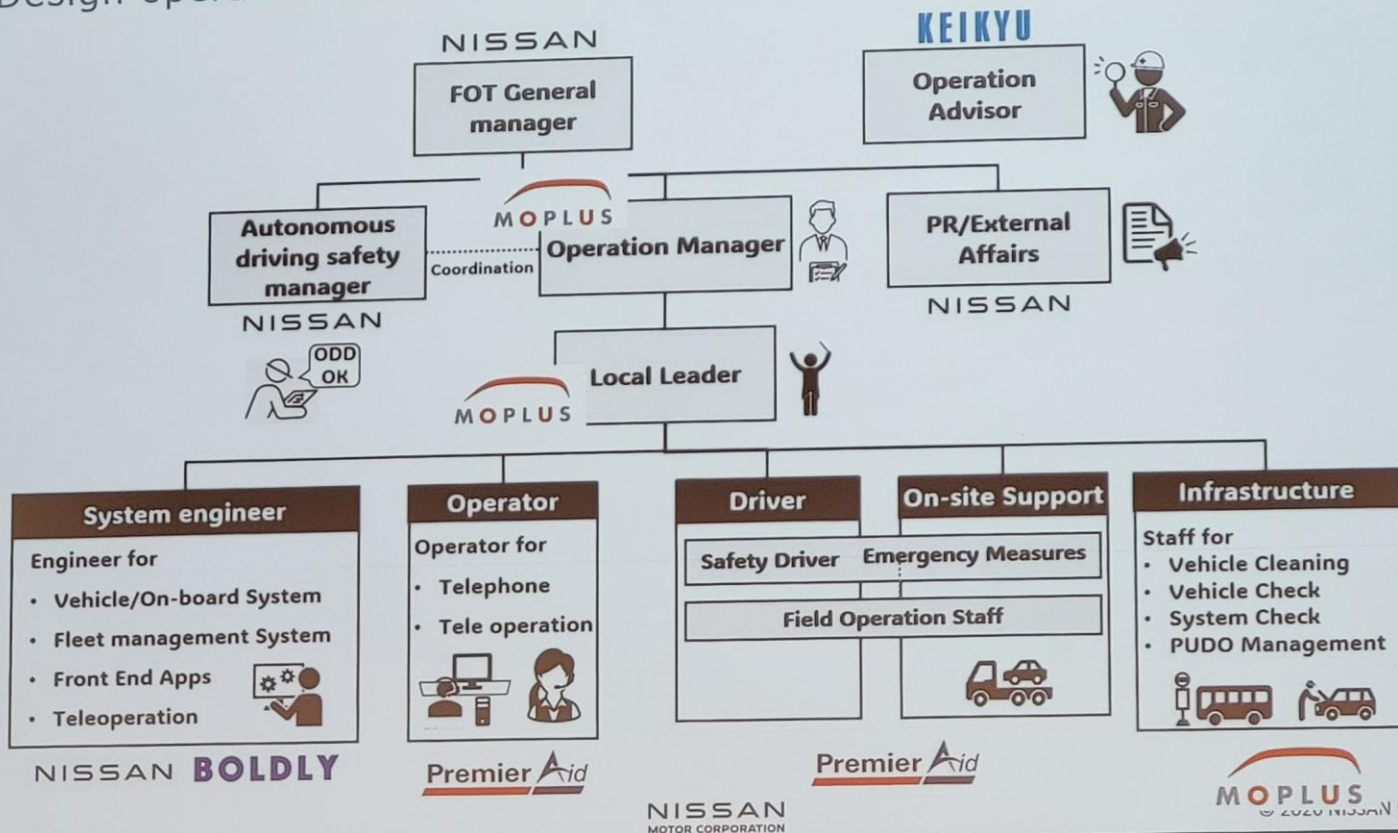 NISSAN
KEIKYU
FOT General
manager
Operation
Advisor
MOPLUS
Autonomous
driving safety
manager
Coordination
Operation Manager
PR/External
Affairs
NISSAN
NISSAN
ODD
OK
Local Leader
MOPLUS
System engineer
Engineer for
• Vehicle/On-board System
• Fleet management System
• Front End Apps
• Teleoperation
NISSAN BOLDLY
Operator
Operator for
• Telephone
• Tele operation
Premier Aid
Driver
On-site Support
Safety Driver
Emergency Measures
Field Operation Staff
Premier Aid
Infrastructure
Staff for
• Vehicle Cleaning
• Vehicle Check
• System Check
• PUDO Management
MOPLUS
NISSAN
MOTOR CORPORATION